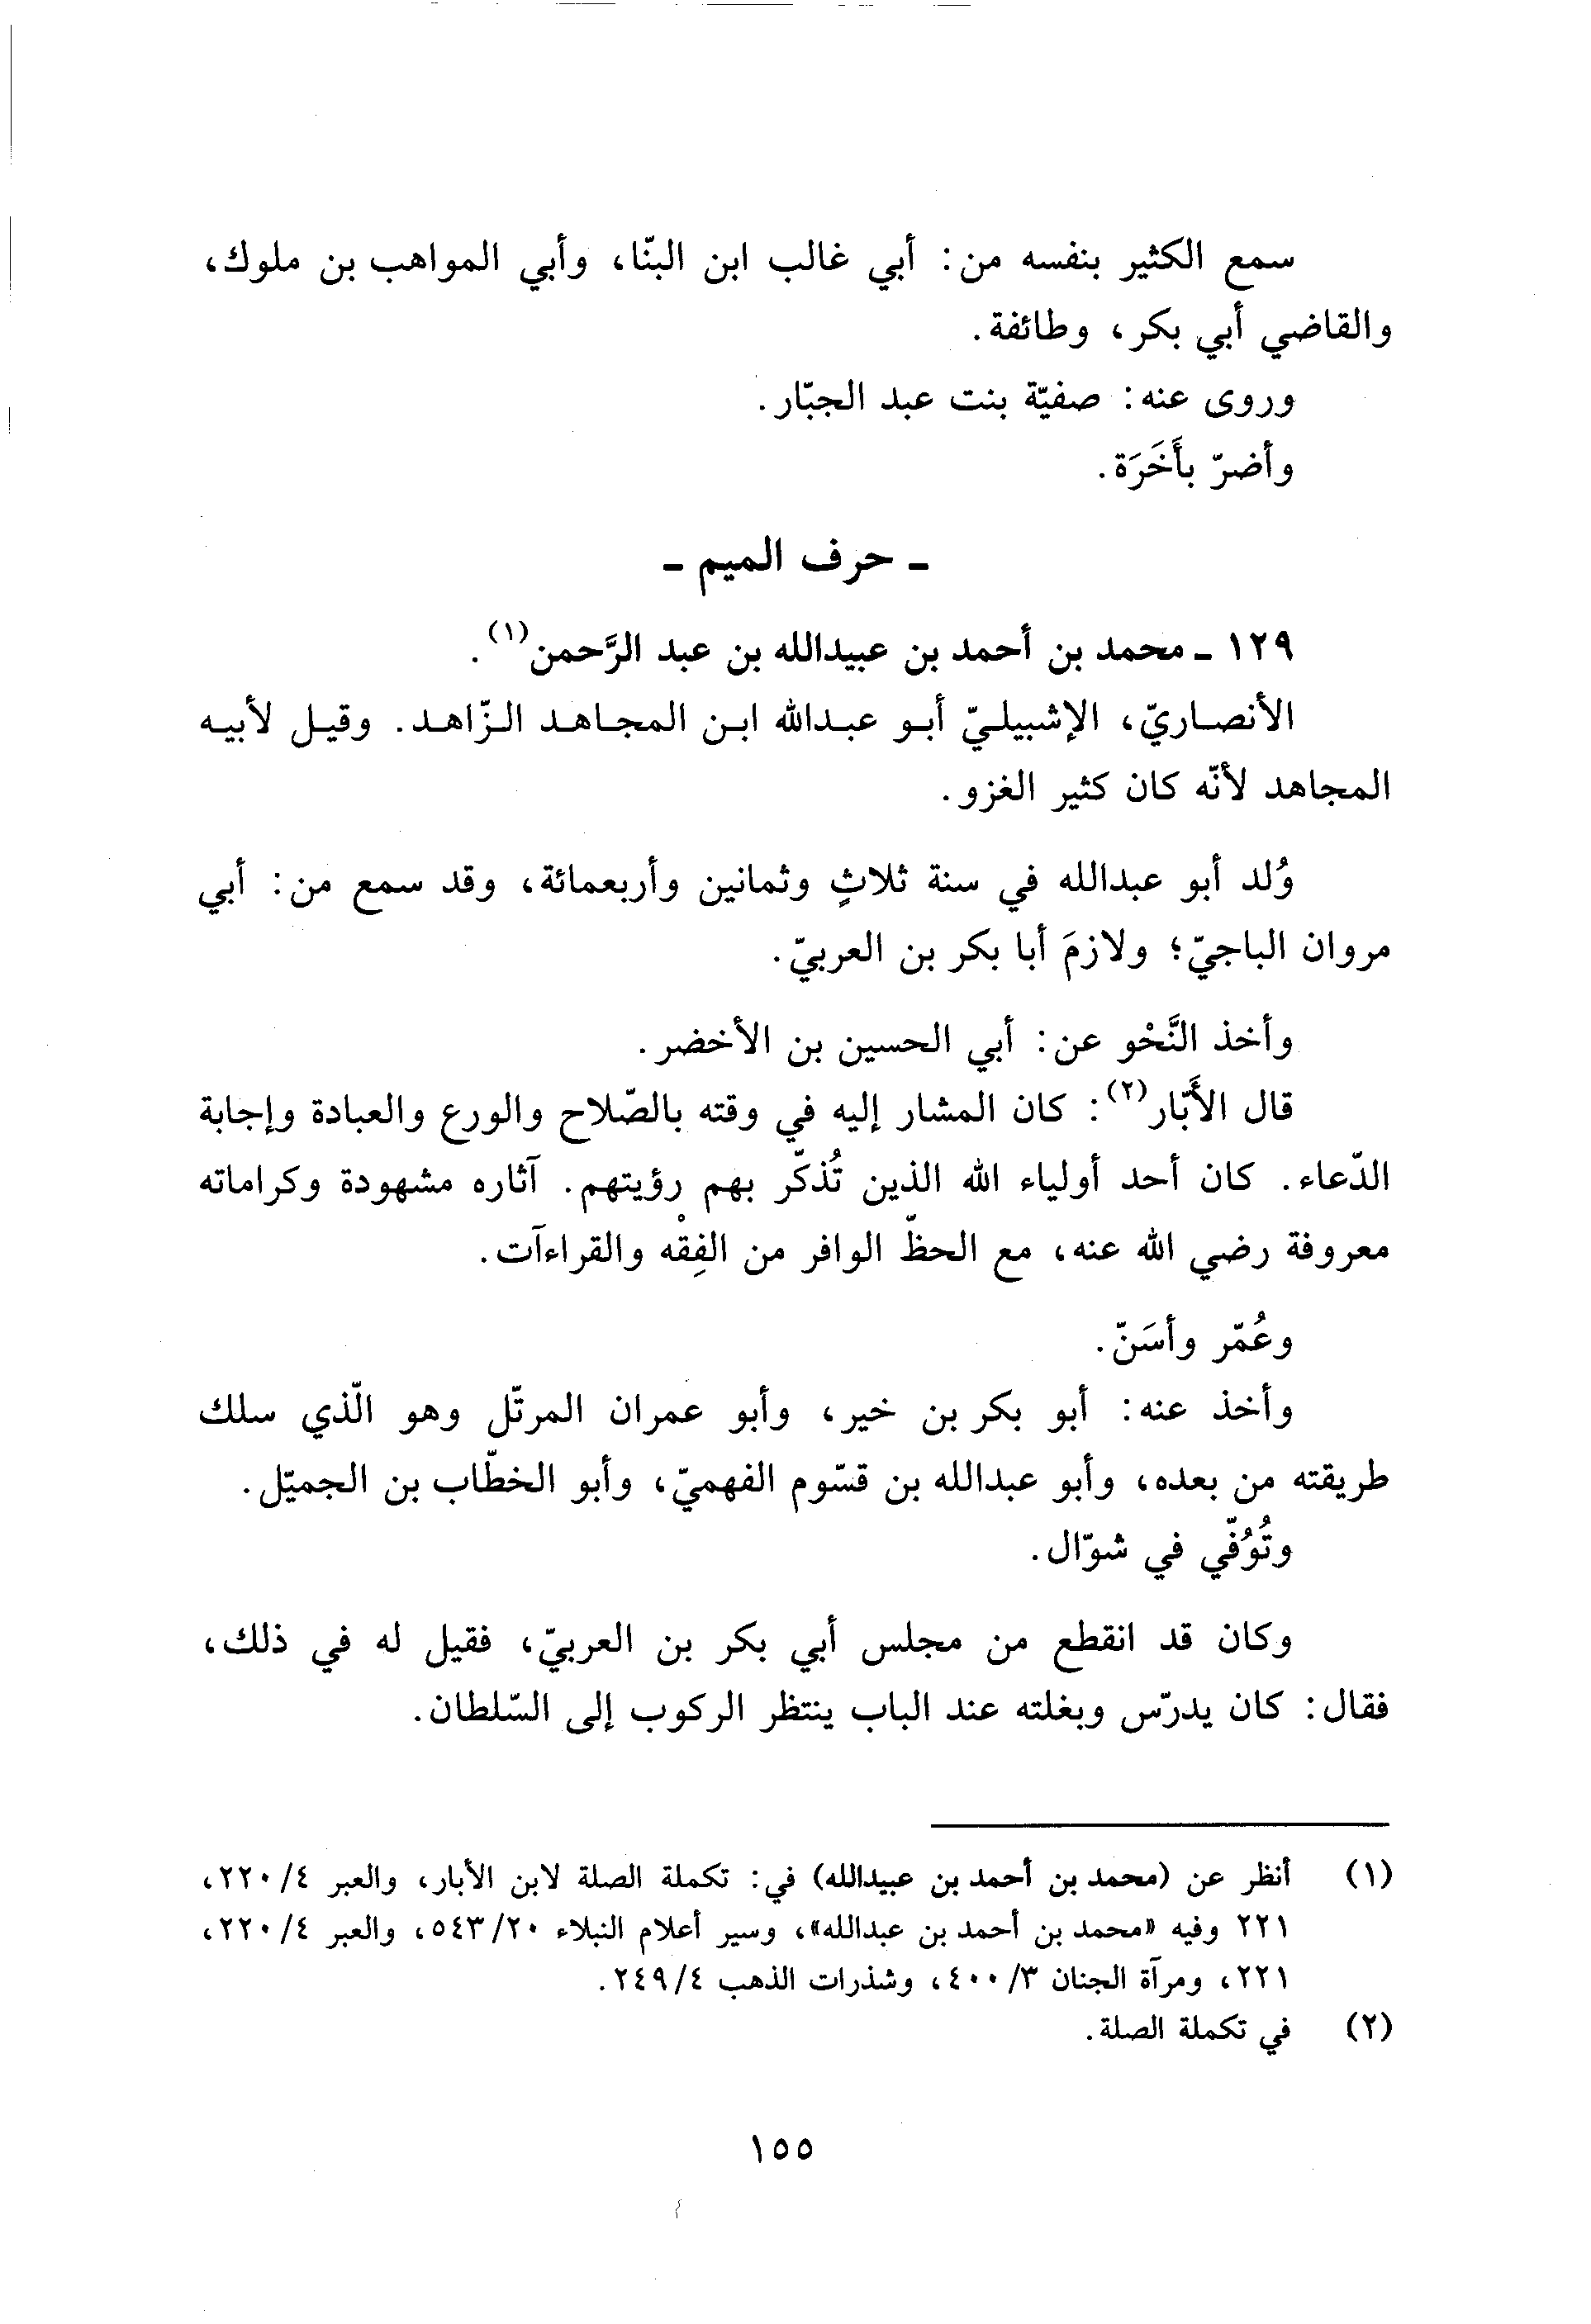 سمع الكثير بنفسه من: أبي غالب ابن البنّا، وأبي المواهب بن ملوك،
والقاضي أبي بكر، وطائفة.
وروى عنه: صفيّة بنت عبد الجبّار.
وأضرّ بأَخَرَة.
ـ حرف الميم ـ
١٢٩ ـ محمد بن أحمد بن عبيدالله بن عبد الرَّحمن(١).
الأنصاريّ، الإشبيليّ أبو عبدالله ابن المجاهد الزّاهد. وقيل لأبيه
المجاهد لأنّه كان كثير الغزو.
وُلد أبو عبدالله في سنة ثلاثٍ وثمانين وأربعمائة، وقد سمع من: أبي
مروان الباجيّ؛ ولازمَ أبا بكر بن العربيّ.
وأخذ النَّحْو عن: أبي الحسين بن الأخضر.
قال الأَبّار(٢): كان المشار إليه في وقته بالصّلاح والورع والعبادة وإجابة
الدّعاء. كان أحد أولياء الله الذين تُذكّر بهم رؤيتهم. آثاره مشهودة وكراماته
معروفة رضي الله عنه، مع الحظّ الوافر من الفِقْه والقراءآت.
وعُمّر وأسَنّ.
وأخذ عنه: أبو بكر بن خير، وأبو عمران المرتّل وهو الّذي سلك
طريقته من بعده، وأبو عبدالله بن قسّوم الفهميّ، وأبو الخطّاب بن الجميّل.
وتُوُفّي في شوّال.
وكان قد انقطع من مجلس أبي بكر بن العربيّ، فقيل له في ذلك،
فقال: كان يدرّس وبغلته عند الباب ينتظر الركوب إلى السّلطان.
(١) أنظر عن (محمد بن أحمد بن عبيدالله) في: تكملة الصلة لابن الأبار، والعبر ٤/ ٢٢٠،
٢٢١ وفيه «محمد بن أحمد بن عبدالله»، وسير أعلام النبلاء ٢٠/ ٥٤٣، والعبر ٤/ ٢٢٠،
٢٢١، ومرآة الجنان ٣/ ٤٠٠، وشذرات الذهب ٤/ ٢٤٩.
(٢) في تكملة الصلة.
١٥٥